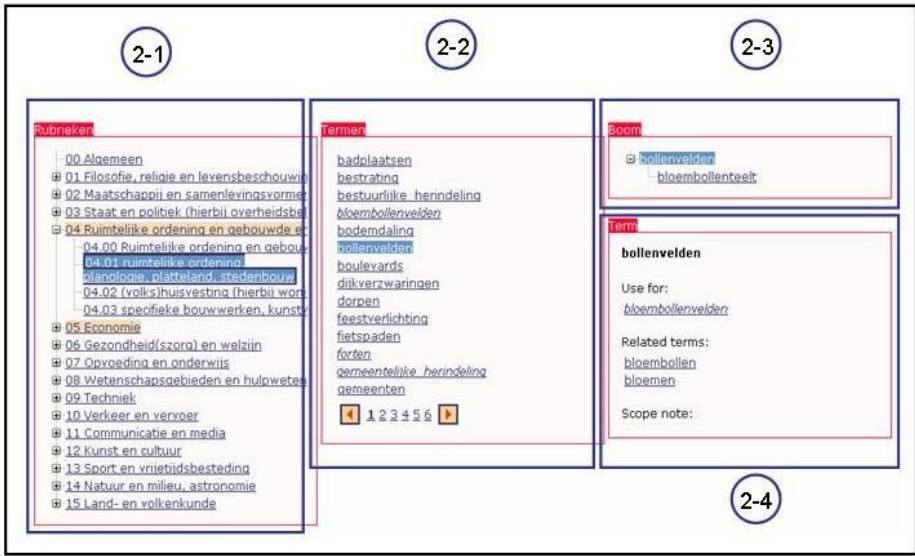 2-1
2-2
2-3
Rubrieken
00 Algemeen
01 Filosofie, religie en levensbeschouwin
02 Maatschappij en samenlevingsvormen
03 Staat en politiek (hierbij overheidsbel
04 Ruimtelijke ordening en gebouwde e
04.00 Ruimtelijke ordening en gebouw
04.01 ruimtelijke ordening,
planologie, platteland, stedenbouw
04.02 (volks)huisvesting (hierbij woni
04.03 specifieke bouwwerken, kunstw
05 Economie
06 Gezondheid(szorg) en welzijn
07 Opvoeding en onderwijs
08 Wetenschapsgebieden en hulpweten
09 Techniek
10 Verkeer en vervoer
11 Communicatie en media
12 Kunst en cultuur
13 Sport en vrijetijdsbesteding
14 Natuur en milieu, astronomie
15 Land- en volkenkunde
Termen
badplaatsen
bestrating
bestuurlijke herindeling
bloembollenvelden
bodemdaling
bollenvelden
boulevards
dijkverzwaringen
dorpen
feestverlichting
fietspaden
forten
gemeentelijke herindeling
gemeenten
1 2 3 4 5 6
Boom
bollenvelden
bloembollenteelt
Term
bollenvelden
Use for:
bloembollenvelden
Related terms:
bloembollen
bloemen
Scope note:
2-4